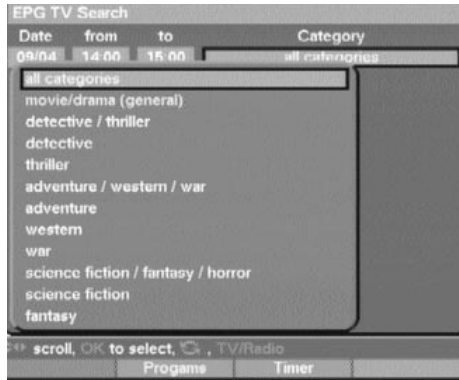 EPG TV Search
Date from to Category
09/04 14:00 15:00 all categories
all categories
movie/drama (general)
detective / thriller
detective
thriller
adventure / western / war
adventure
western
war
science fiction / fantasy / horror
science fiction
fantasy
scroll, OK to select, , TV/Radio
Progams Timer